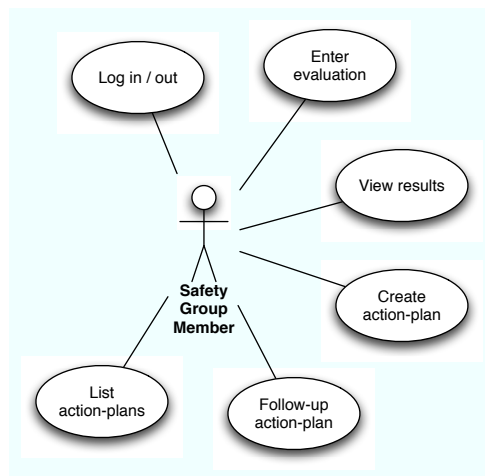 Log in / out
Enter
evaluation
View results
Create
action-plan
Safety
Group
Member
List
action-plans
Follow-up
action-plan